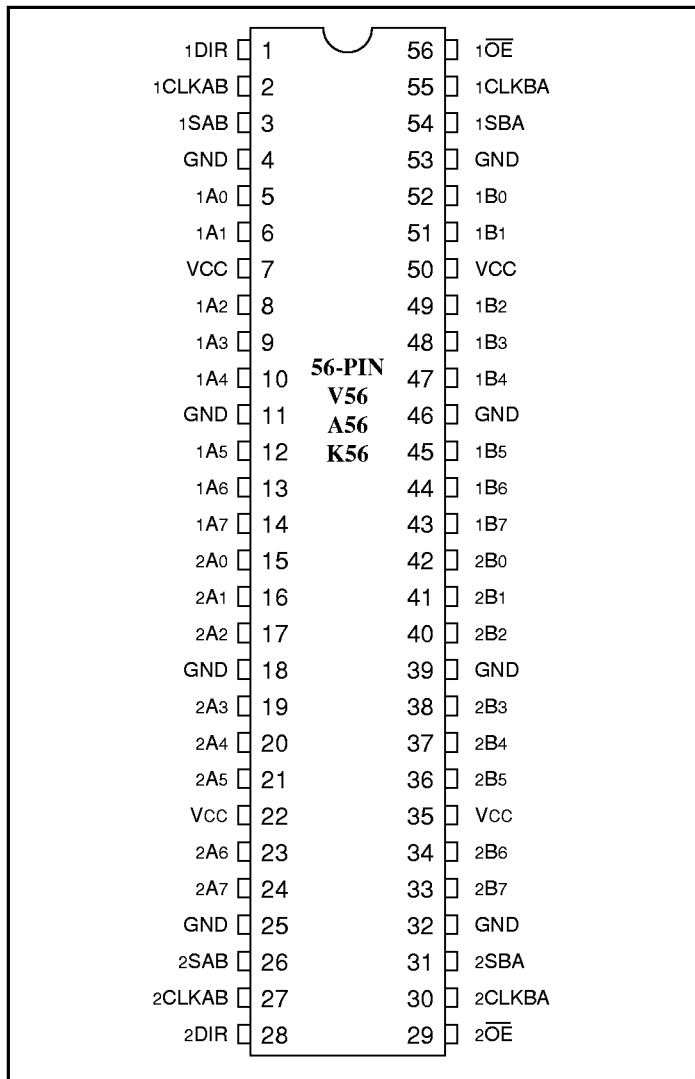 1DIR 1 56 1O̅E̅
1CLKAB 2 55 1CLKBA
1SAB 3 54 1SBA
GND 4 53 GND
1A0 5 52 1B0
1A1 6 51 1B1
VCC 7 50 VCC
1A2 8 49 1B2
1A3 9 48 1B3
1A4 10 56-PIN 47 1B4
V56
GND 11 46 GND
A56
1A5 12 K56 45 1B5
1A6 13 44 1B6
1A7 14 43 1B7
2A0 15 42 2B0
2A1 16 41 2B1
2A2 17 40 2B2
GND 18 39 GND
2A3 19 38 2B3
2A4 20 37 2B4
2A5 21 36 2B5
VCC 22 35 VCC
2A6 23 34 2B6
2A7 24 33 2B7
GND 25 32 GND
2SAB 26 31 2SBA
2CLKAB 27 30 2CLKBA
2DIR 28 29 2O̅E̅